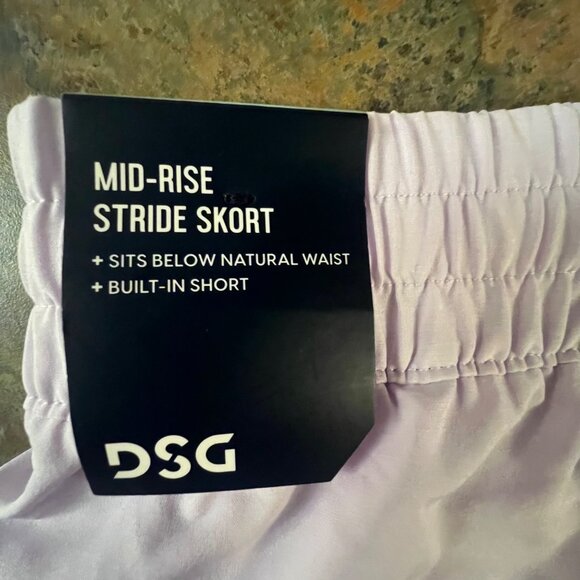 MID-RISE
STRIDE SKORT
+ SITS BELOW NATURAL WAIST
+ BUILT-IN SHORT
DSG